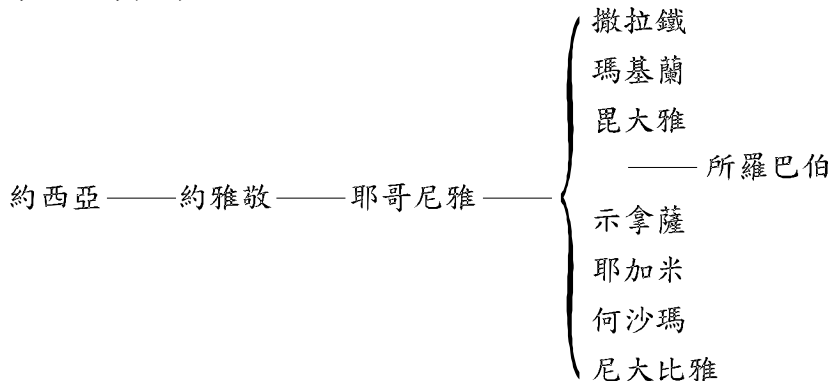 撒拉鐵
瑪基蘭
毘大雅
所羅巴伯
約西亞 約雅敬 耶哥尼雅
示拿薩
耶加米
何沙瑪
尼大比雅